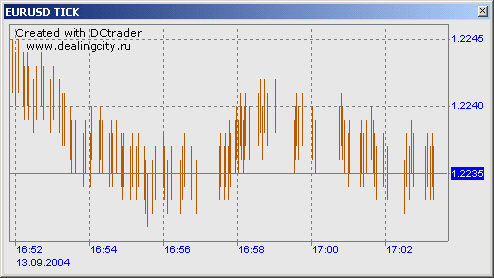 EURUSD TICK
Created with DCtrader
www.dealingcity.ru
1.2245
1.2240
1.2235
16:52 16:54 16:56 16:58 17:00 17:02
13.09.2004